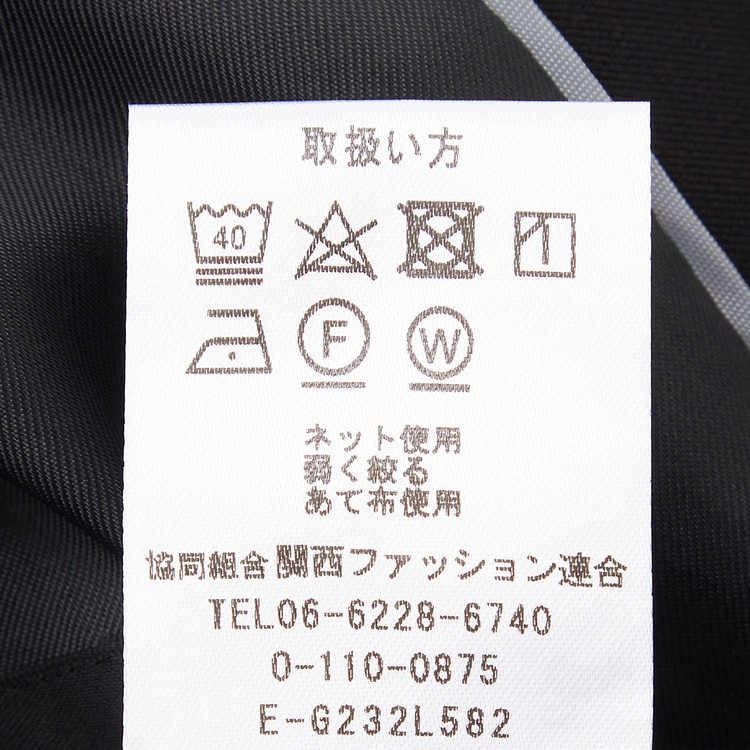 取扱い方
40
F
W
ネット使用
弱く絞る
あて布使用
協同組合関西ファッション連合
TEL06-6228-6740
0-110-0875
E-G232L582